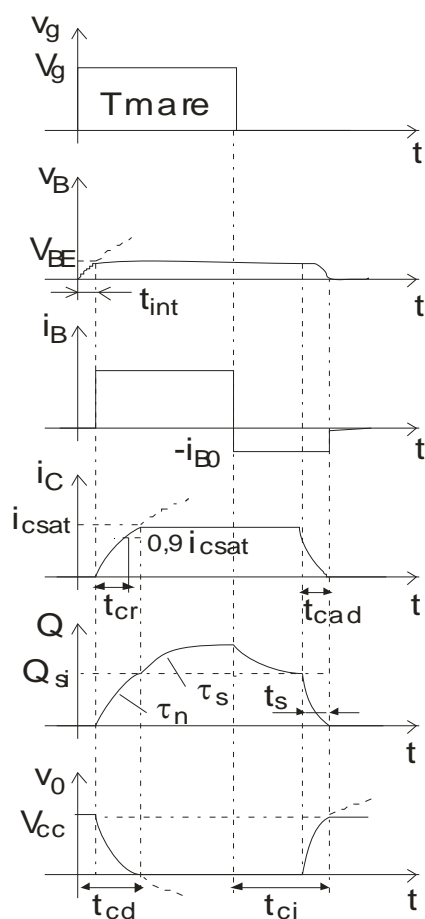 v_g
V_g
Tmare
t
v_B
V_BE
t
t_int
i_B
t
-i_B0
i_C
i_csat
0,9 i_csat
t
t_cr
t_cad
Q
Q_si
τ_s
t_s
τ_n
t
v_0
V_cc
t
t_cd
t_ci